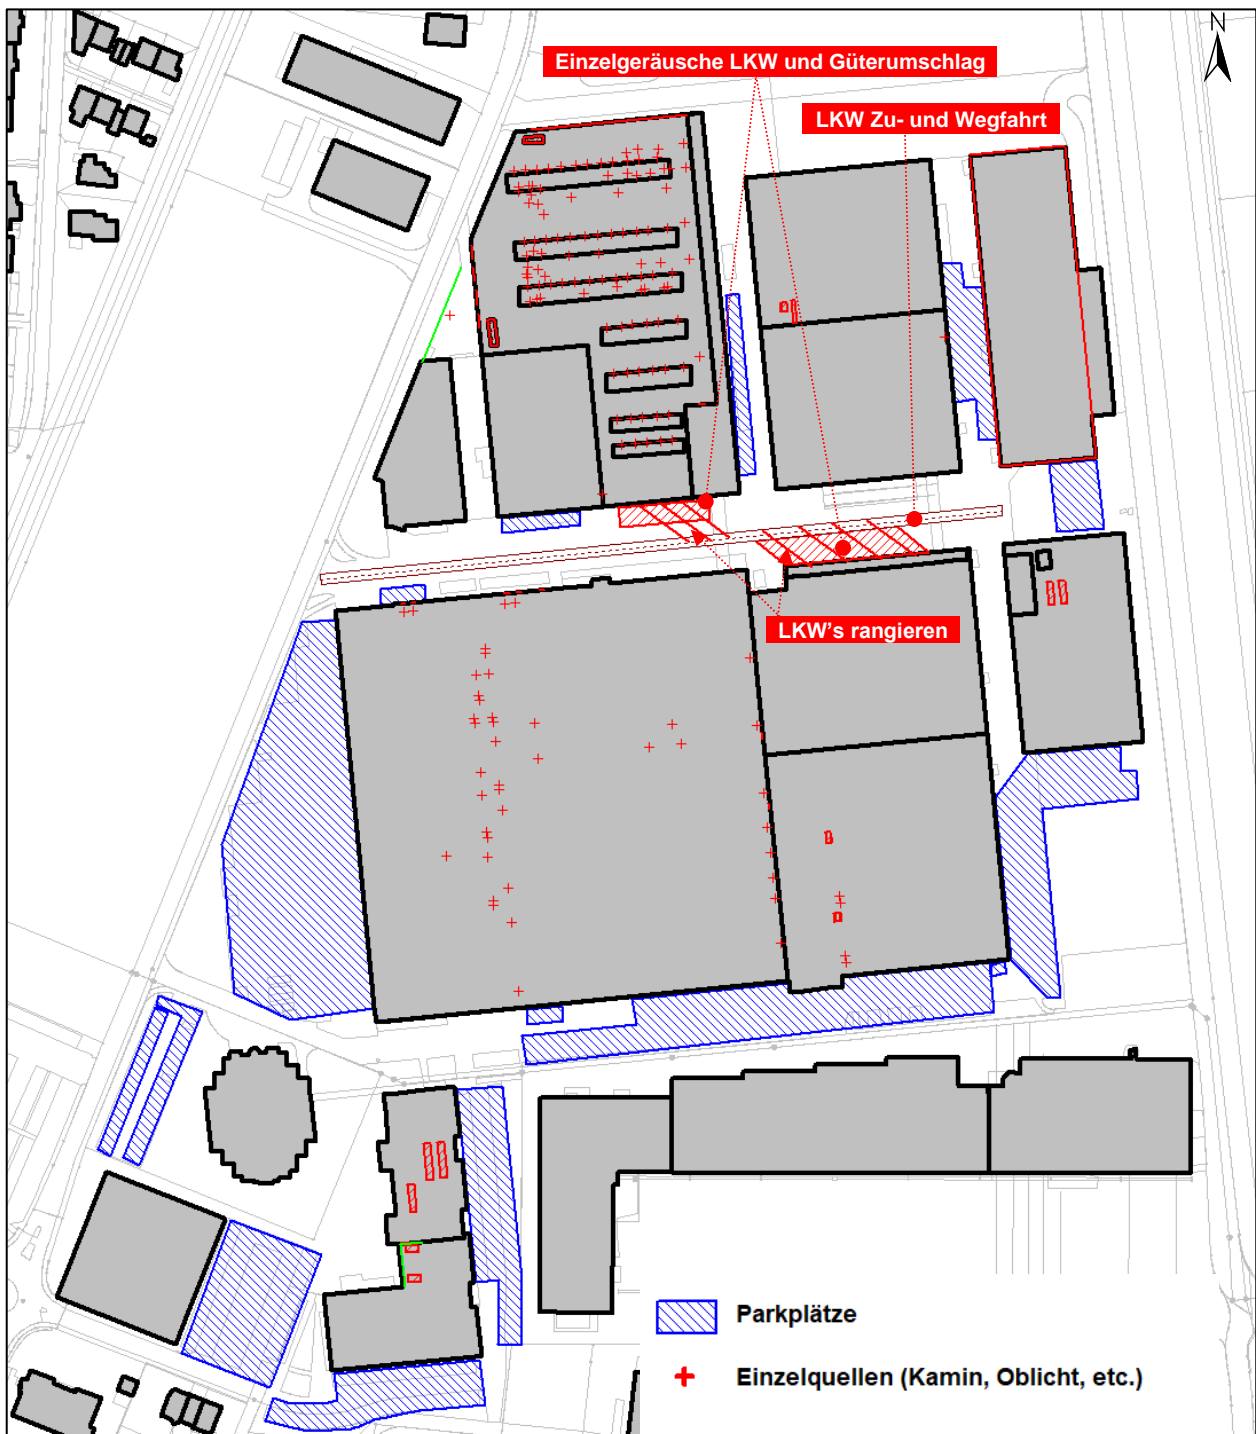 N
Einzelgeräusche LKW und Güterumschlag
LKW Zu- und Wegfahrt
LKW's rangieren
Parkplätze
Einzelquellen (Kamin, Oblicht, etc.)